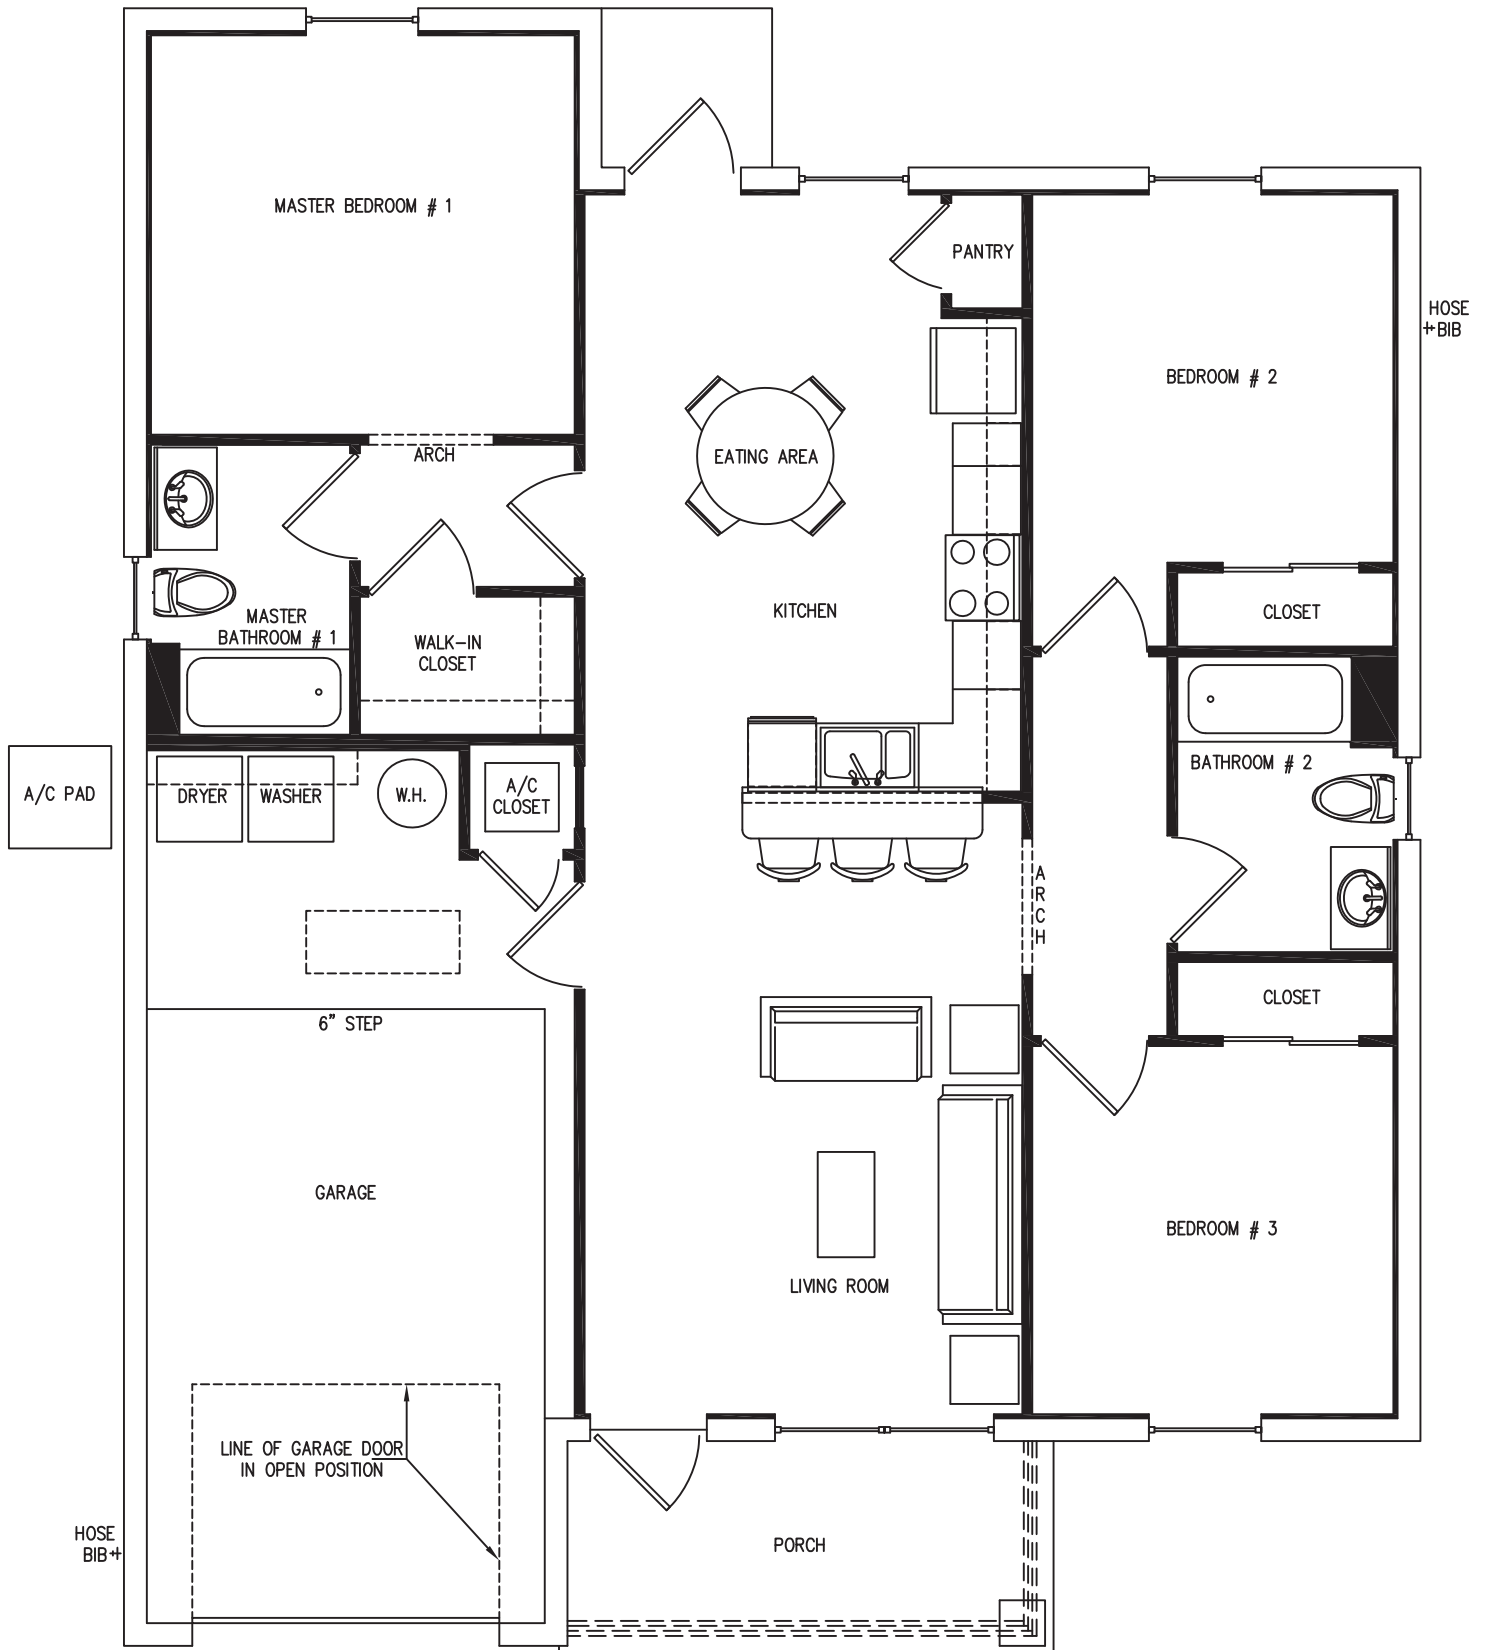 MASTER BEDROOM # 1
PANTRY
HOSE
BIB
BEDROOM # 2
ARCH
EATING AREA
KITCHEN
CLOSET
MASTER
BATHROOM # 1
WALK-IN
CLOSET
A/C PAD
DRYER
WASHER
W.H.
A/C
CLOSET
BATHROOM # 2
A
R
C
H
CLOSET
6" STEP
GARAGE
BEDROOM # 3
LIVING ROOM
LINE OF GARAGE DOOR
IN OPEN POSITION
HOSE
BIB
PORCH